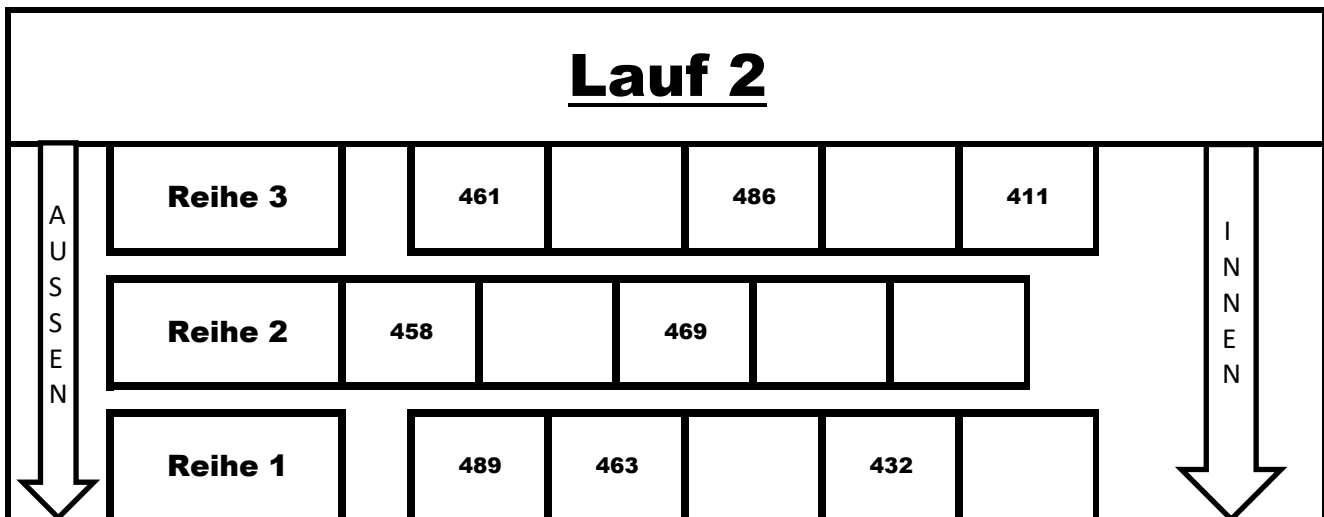 Lauf 2
AUSSEN
Reihe 3 461 486 411
Reihe 2 458 469
Reihe 1 489 463 432
INNEN